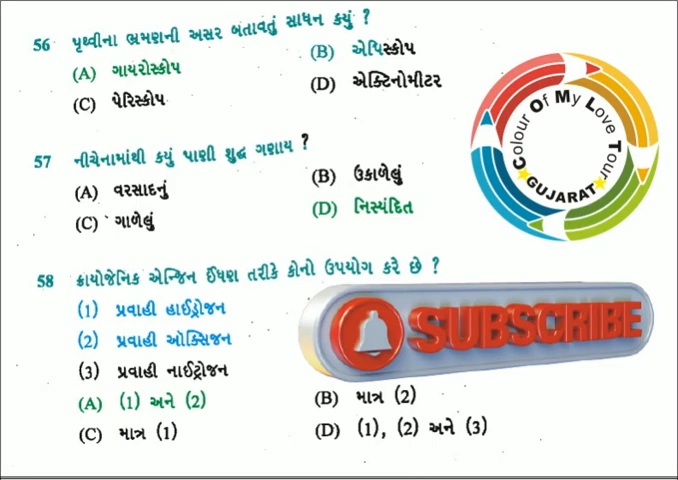 56 પૃથ્વીના ભ્રમણની અસર બતાવતું સાધન કયું ?
(A) ગાયરોસ્કોપ (B) એપિસ્કોપ
(C) પેરિસ્કોપ (D) એક્ટિનોમીટર
57 નીચેનામાંથી કયું પાણી શુદ્ધ ગણાય ?
(A) વરસાદનું (B) ઉકાળેલું
(C) ગાળેલું (D) નિસ્યંદિત
58 ક્રાયોજેનિક એન્જિન ઈંધણ તરીકે કોનો ઉપયોગ કરે છે ?
(1) પ્રવાહી હાઈડ્રોજન
(2) પ્રવાહી ઓક્સિજન
(3) પ્રવાહી નાઈટ્રોજન
(A) (1) અને (2) (B) માત્ર (2)
(C) માત્ર (1) (D) (1), (2) અને (3)
Colour Of My Love Tour
GUJARAT
SUBSCRIBE